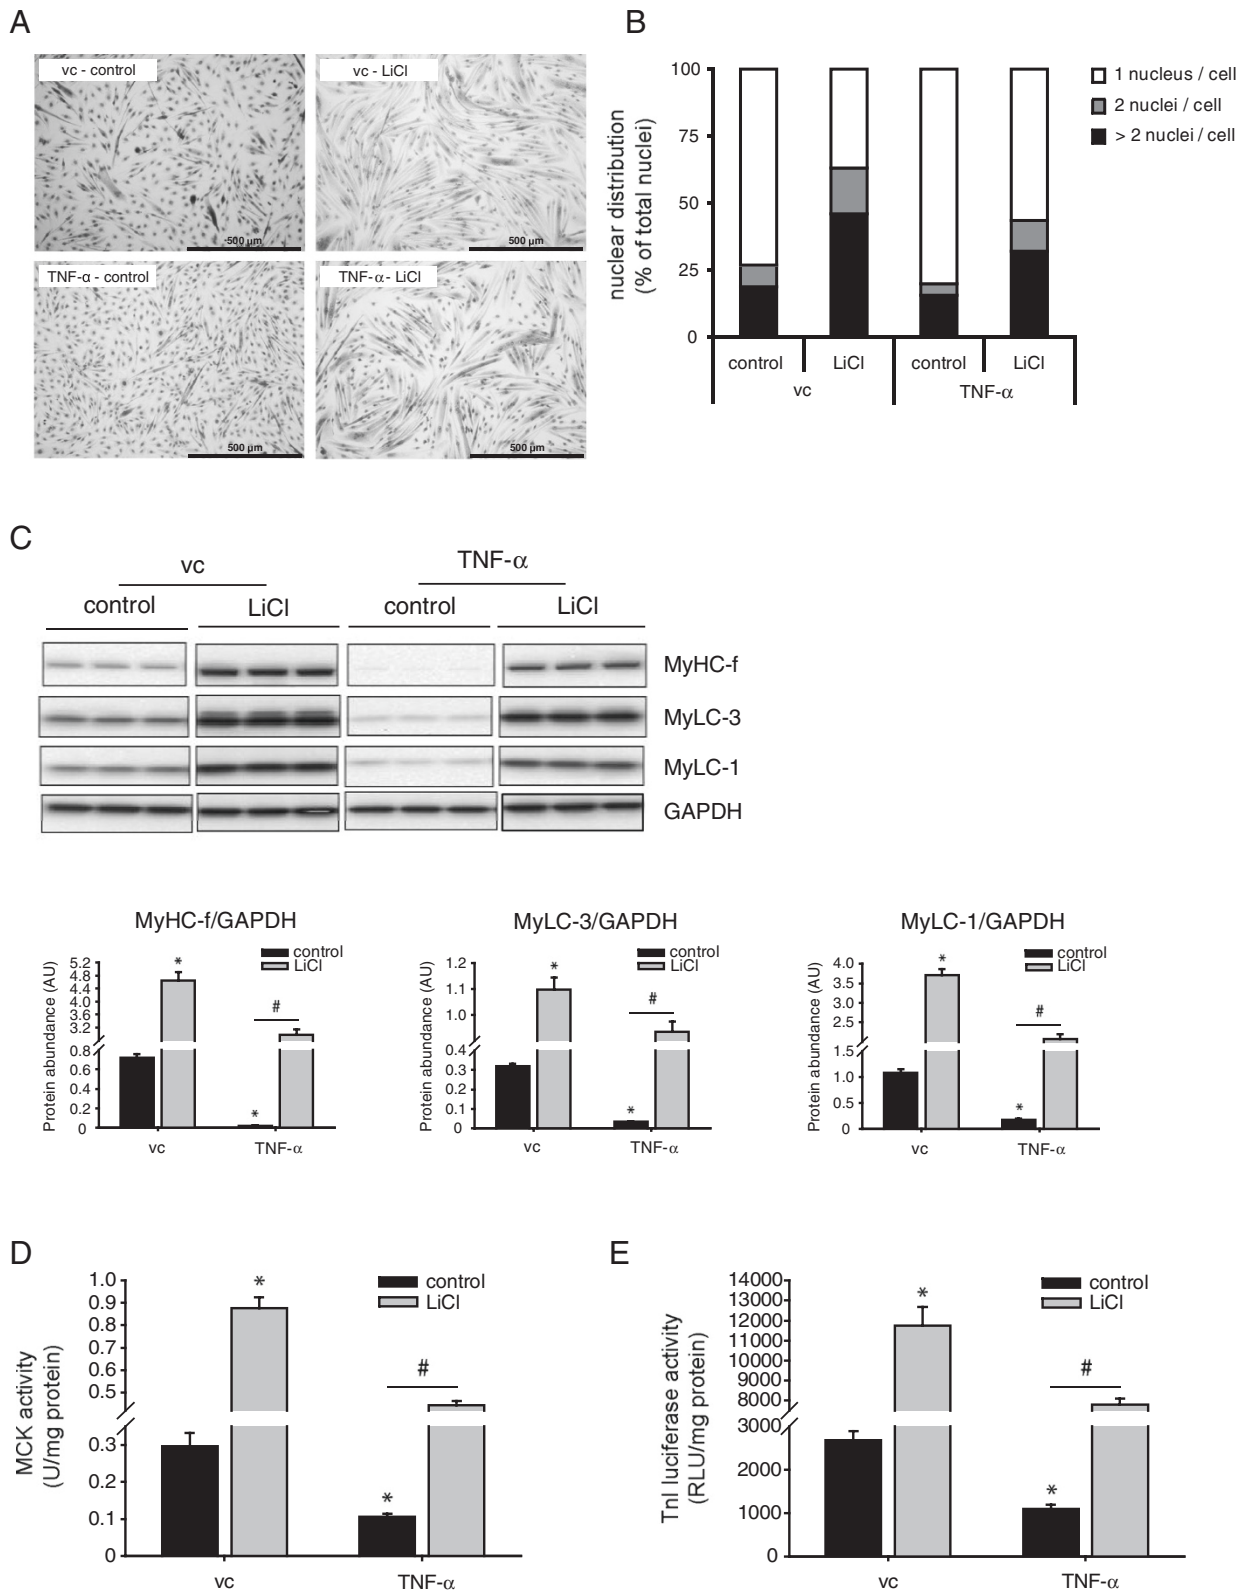 A
vc - control
vc - LiCl
500 µm
500 µm
TNF-α - control
TNF-α- LiCl
500 µm
500 µm
B
nuclear distribution
(% of total nuclei)
100
75
50
25
0
control
LiCl
control
LiCl
vc
TNF-α
1 nucleus / cell
2 nuclei / cell
> 2 nuclei / cell
C
vc
TNF-α
control
LiCl
control
LiCl
MyHC-f
MyLC-3
MyLC-1
GAPDH
MyHC-f/GAPDH
control
LiCl
Protein abundance (AU)
5.2
4.8
4.4
4.0
3.6
3.2
0.8
0.6
0.4
0.2
0
*
*
#
vc
TNF-α
MyLC-3/GAPDH
control
LiCl
Protein abundance (AU)
1.2
1.1
1.0
0.4
0.3
0.2
0.1
0
*
*
#
vc
TNF-α
MyLC-1/GAPDH
control
LiCl
Protein abundance (AU)
4.0
3.5
3.0
2.5
1.5
1.0
0.5
0
*
*
#
vc
TNF-α
D
MCK activity
(U/mg protein)
1.0
0.9
0.8
0.7
0.6
0.5
0.3
0.2
0.1
0
*
*
#
control
LiCl
vc
TNF-α
E
TnI luciferase activity
(RLU/mg protein)
14000
13000
12000
11000
10000
9000
8000
3000
2000
1000
0
*
*
#
control
LiCl
vc
TNF-α